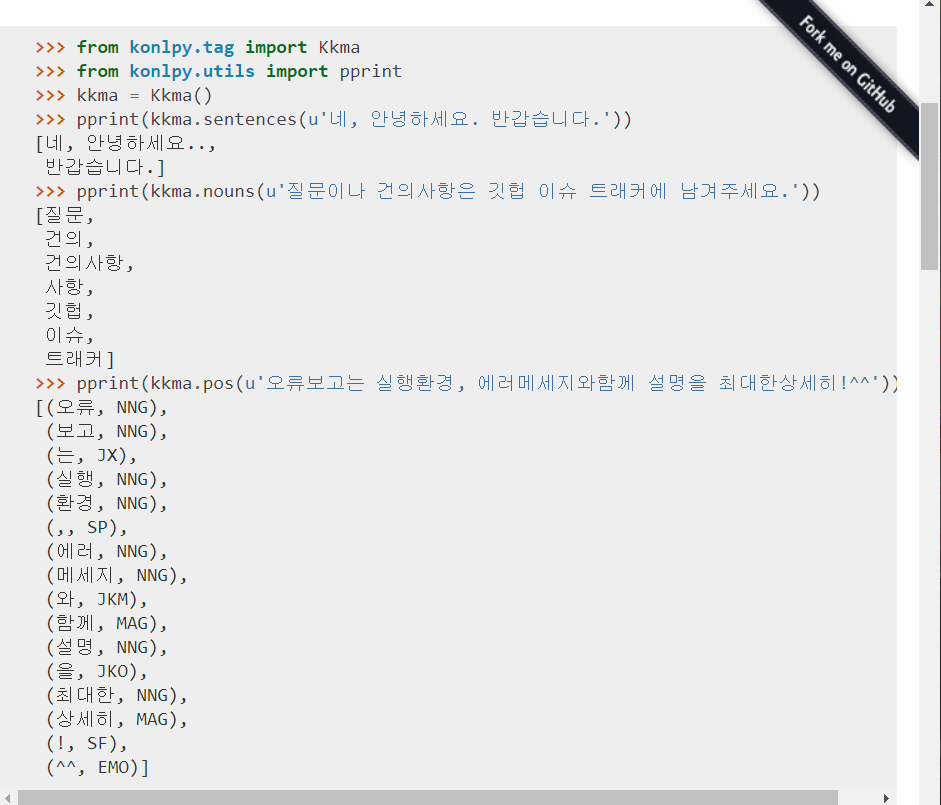 Fork me on GitHub
>>> from konlpy.tag import Kkma
>>> from konlpy.utils import pprint
>>> kkma = Kkma()
>>> pprint(kkma.sentences(u'네, 안녕하세요. 반갑습니다.'))
[네, 안녕하세요..,
 반갑습니다.]
>>> pprint(kkma.nouns(u'질문이나 건의사항은 깃헙 이슈 트래커에 남겨주세요.'))
[질문,
 건의,
 건의사항,
 사항,
 깃헙,
 이슈,
 트래커]
>>> pprint(kkma.pos(u'오류보고는 실행환경, 에러메세지와함께 설명을 최대한상세히!^^'))
[(오류, NNG),
 (보고, NNG),
 (는, JX),
 (실행, NNG),
 (환경, NNG),
 (,, SP),
 (에러, NNG),
 (메세지, NNG),
 (와, JKM),
 (함께, MAG),
 (설명, NNG),
 (을, JKO),
 (최대한, NNG),
 (상세히, MAG),
 (!, SF),
 (^^, EMO)]